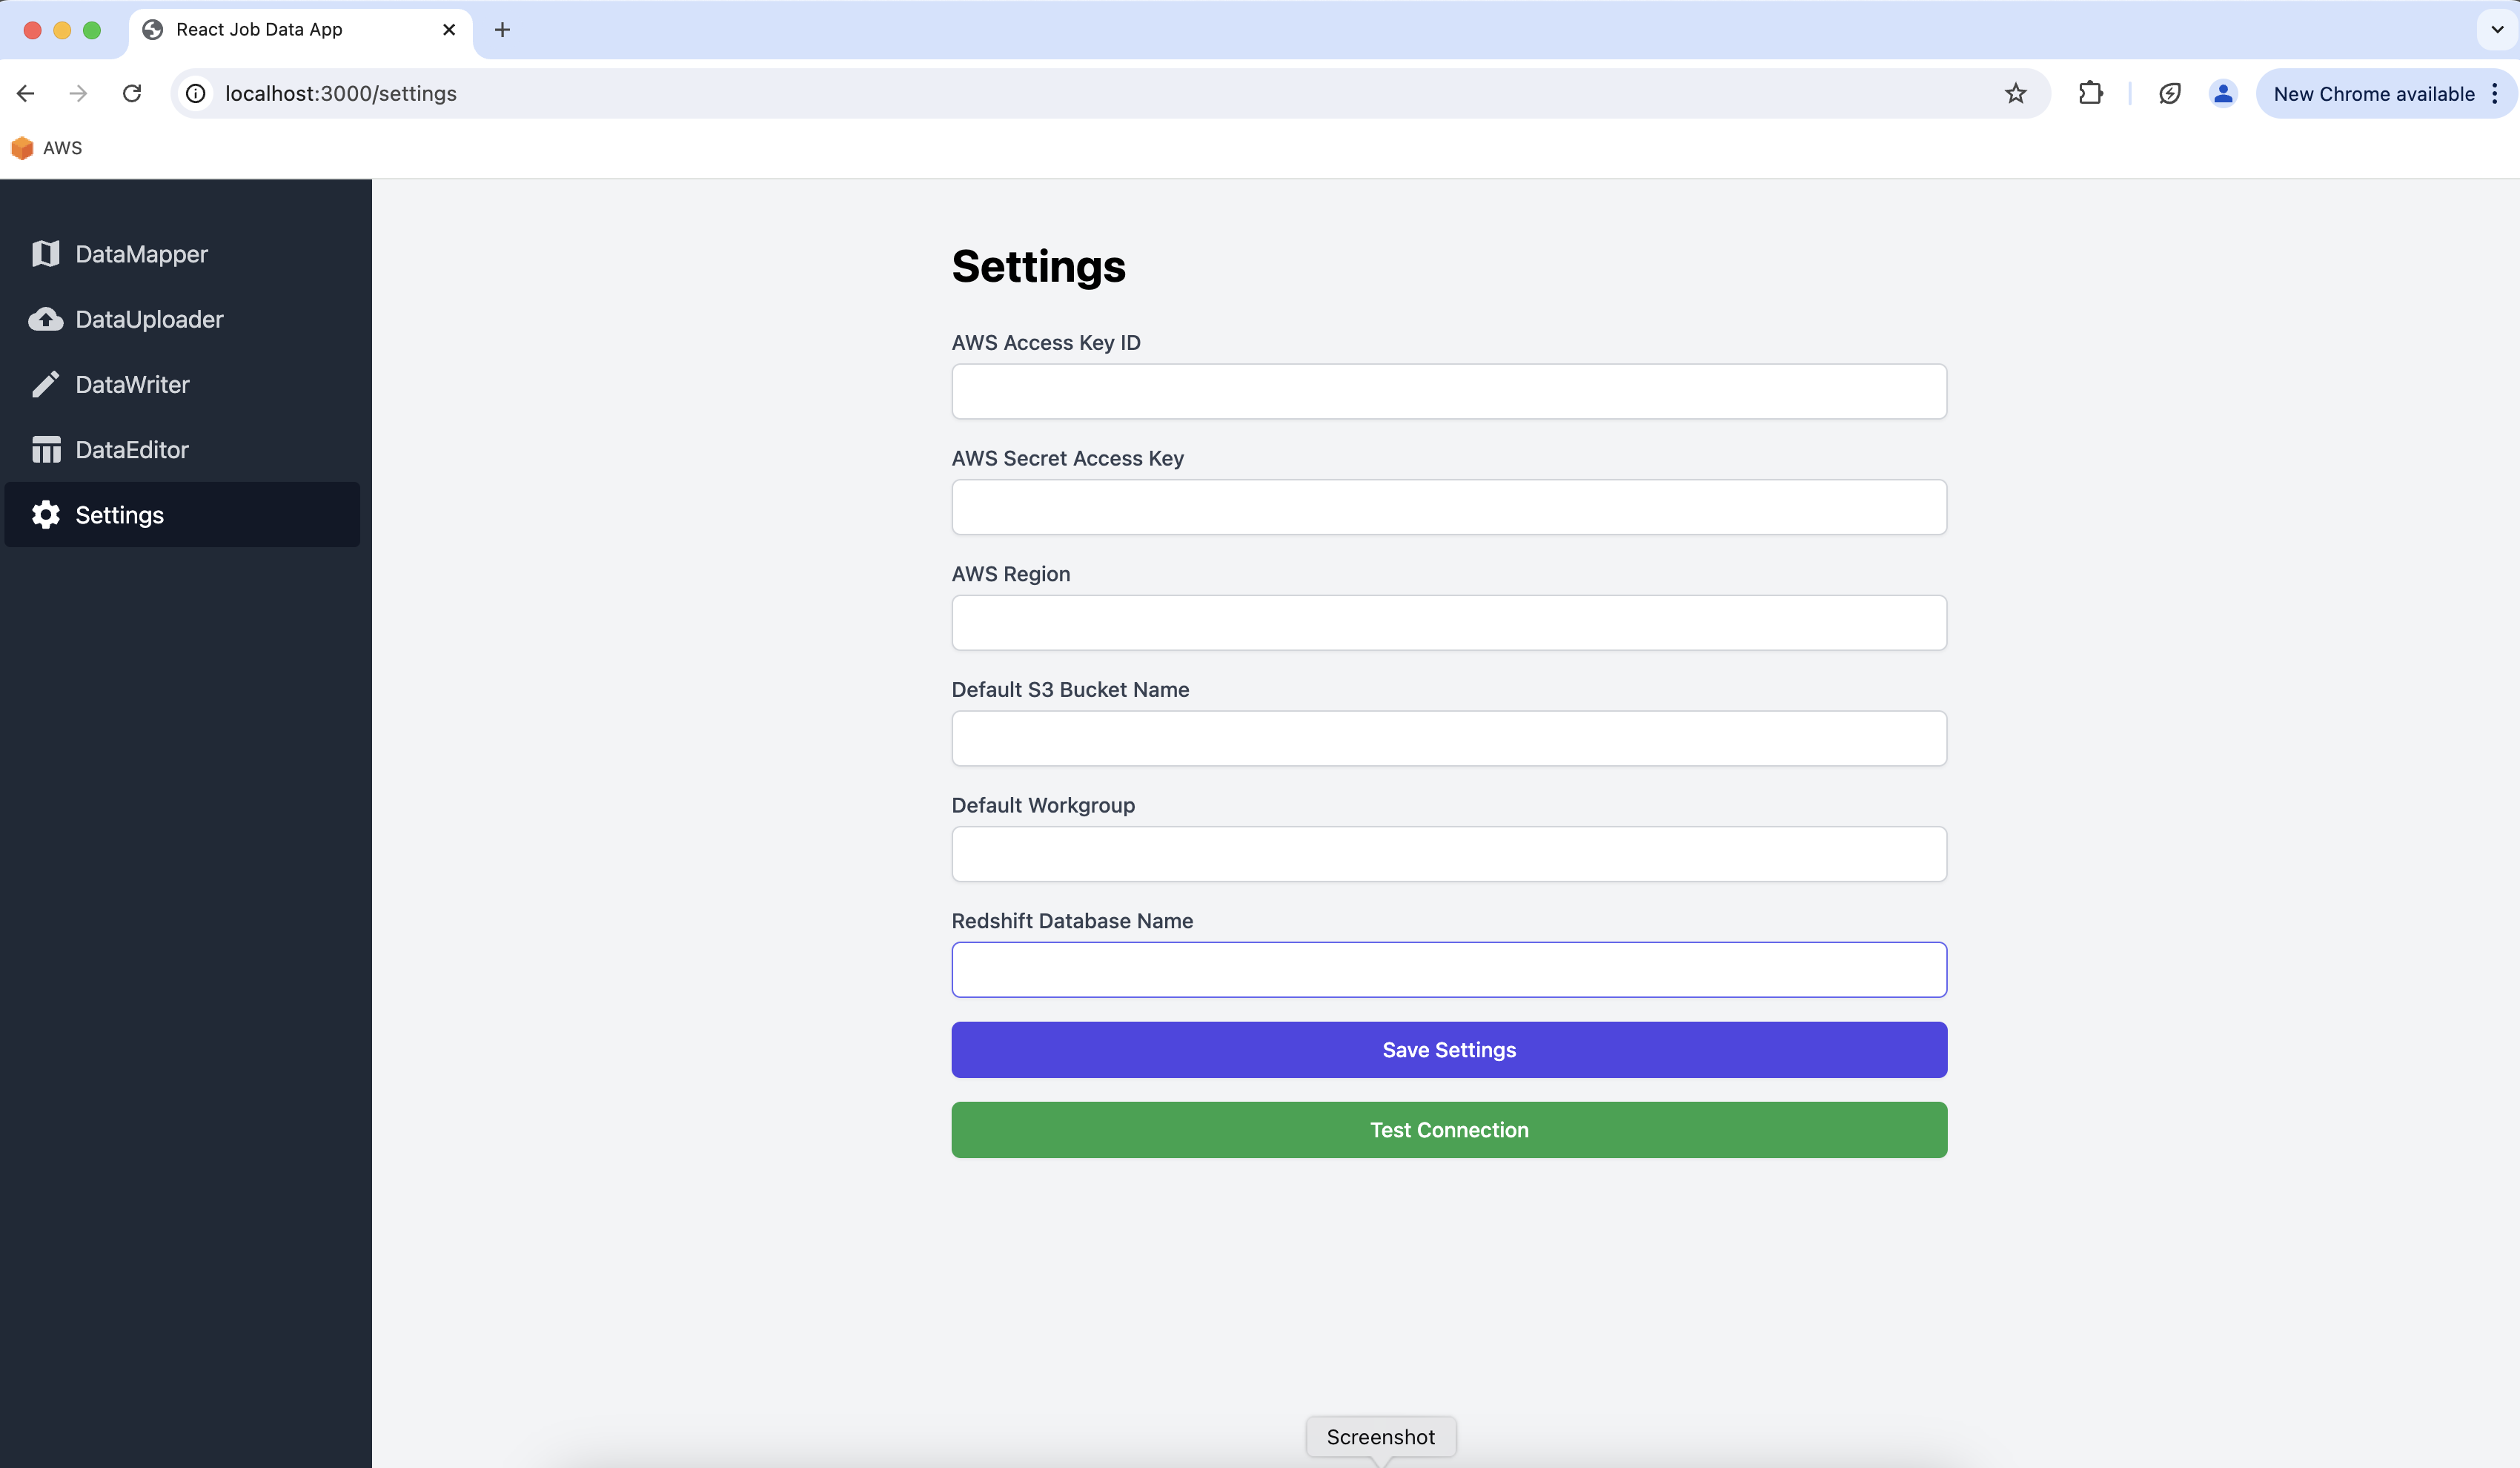 React Job Data App
localhost:3000/settings
New Chrome available
AWS
DataMapper
DataUploader
DataWriter
DataEditor
Settings
Settings
AWS Access Key ID
AWS Secret Access Key
AWS Region
Default S3 Bucket Name
Default Workgroup
Redshift Database Name
Save Settings
Test Connection
Screenshot